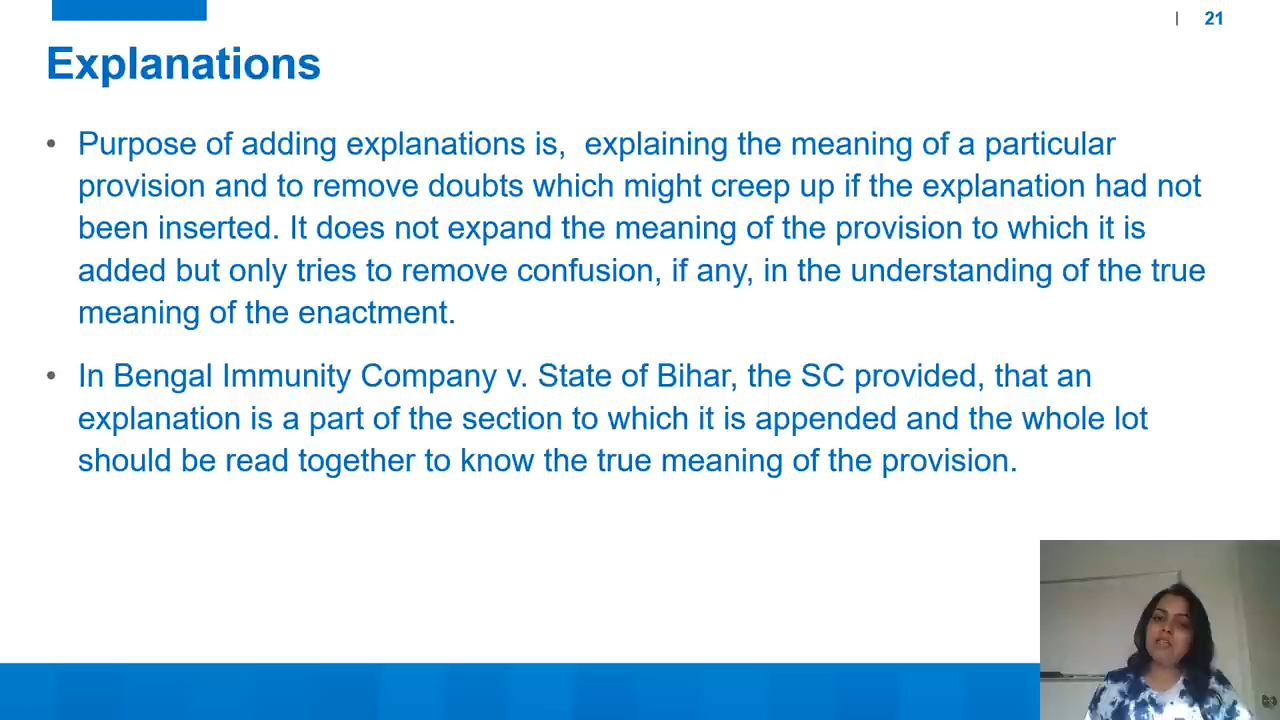 | 21
Explanations
• Purpose of adding explanations is, explaining the meaning of a particular
provision and to remove doubts which might creep up if the explanation had not
been inserted. It does not expand the meaning of the provision to which it is
added but only tries to remove confusion, if any, in the understanding of the true
meaning of the enactment.
• In Bengal Immunity Company v. State of Bihar, the SC provided, that an
explanation is a part of the section to which it is appended and the whole lot
should be read together to know the true meaning of the provision.